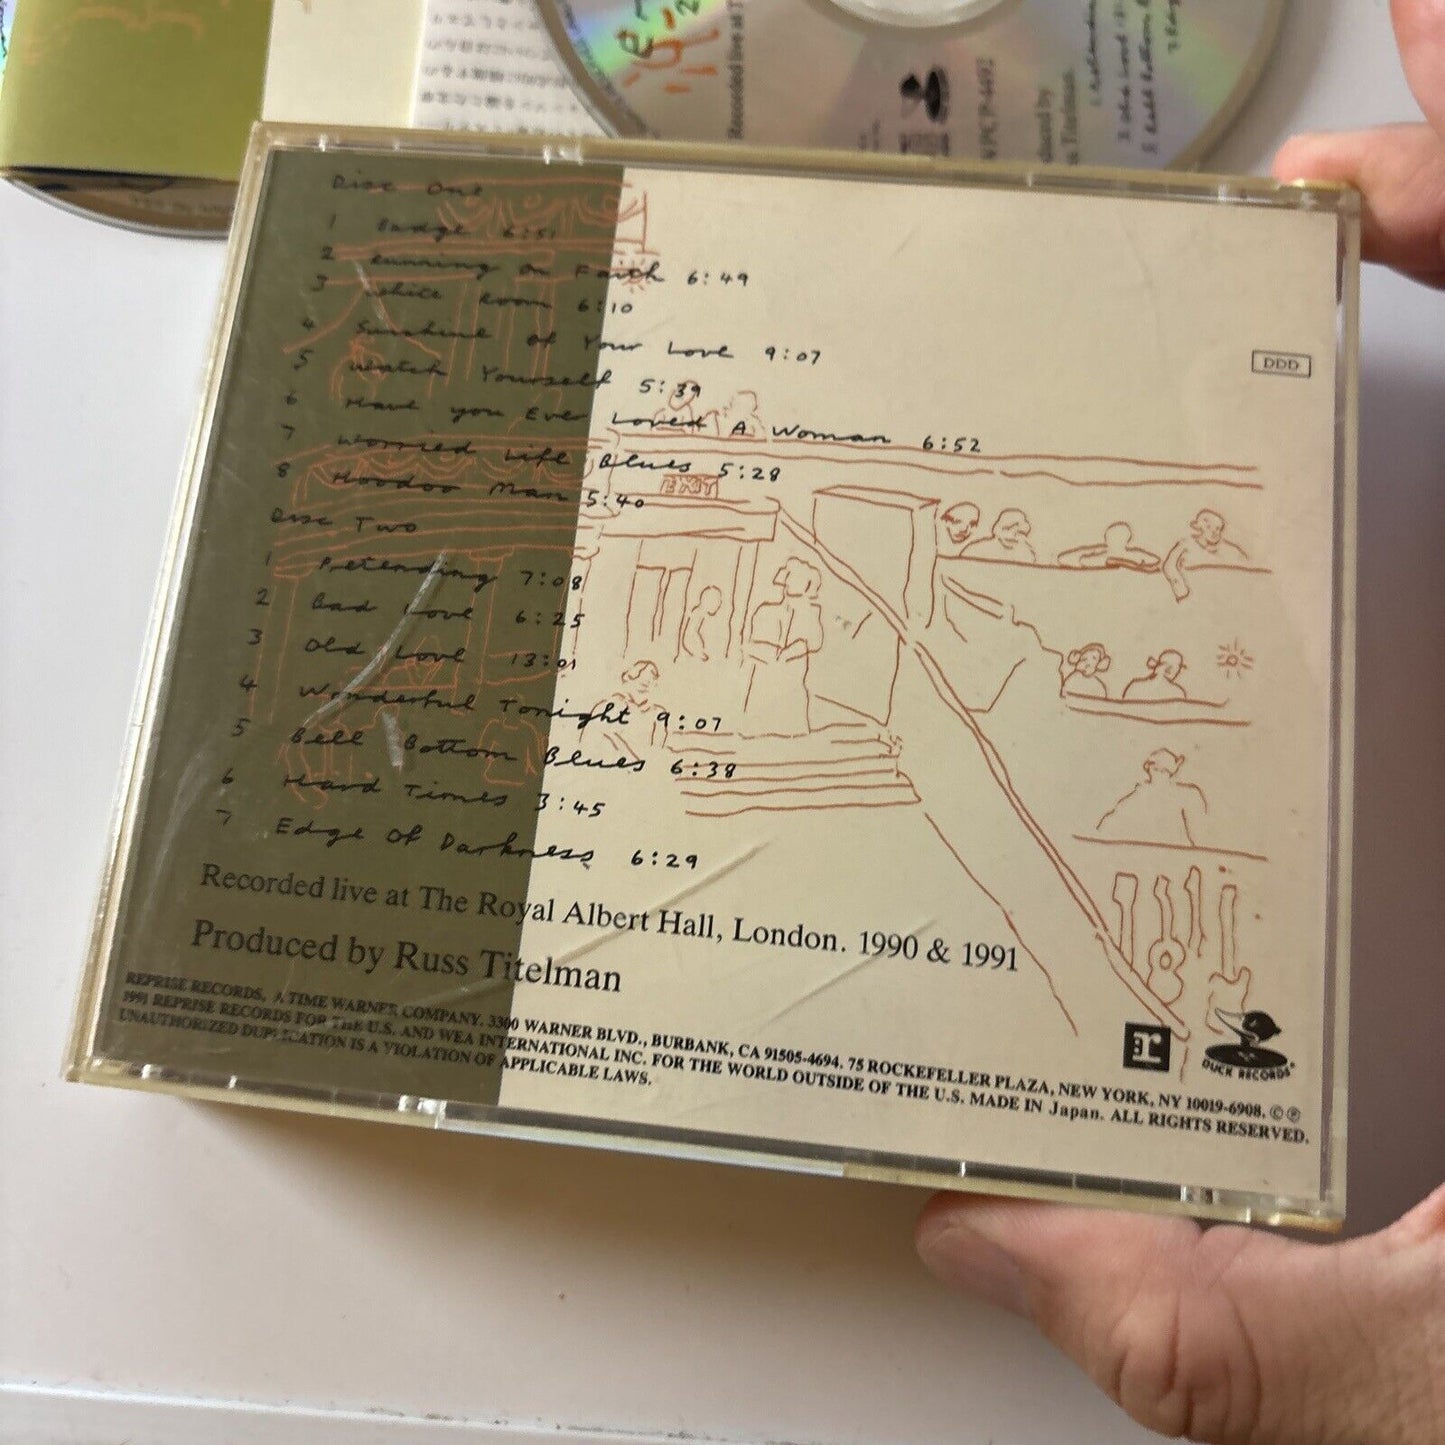 Recorded live at T
WPCP-4492
Disc One
1 Badge 6:51
2 Running On Faith 6:49
3 White Room 6:10
4 Sunshine Of Your Love 9:07
5 Watch Yourself 5:39
6 Have You Ever Loved A Woman 6:52
7 Worried Life Blues 5:28
8 Hoodoo Man 5:40
Disc Two
1 Pretending 7:08
2 Bad Love 6:25
3 Old Love 13:01
4 Wonderful Tonight 9:07
5 Bell Bottom Blues 6:38
6 Hard Times 3:45
7 Edge Of Darkness 6:29
EXIT
DDD
Recorded live at The Royal Albert Hall, London. 1990 & 1991
Produced by Russ Titelman
REPRISE RECORDS, A TIME WARNER COMPANY. 3300 WARNER BLVD., BURBANK, CA 91505-4694. 75 ROCKEFELLER PLAZA, NEW YORK, NY 10019-6908. © ℗
1991 REPRISE RECORDS FOR THE U.S. AND WEA INTERNATIONAL INC. FOR THE WORLD OUTSIDE OF THE U.S. MADE IN Japan. ALL RIGHTS RESERVED.
UNAUTHORIZED DUPLICATION IS A VIOLATION OF APPLICABLE LAWS.
r
DUCK RECORDS